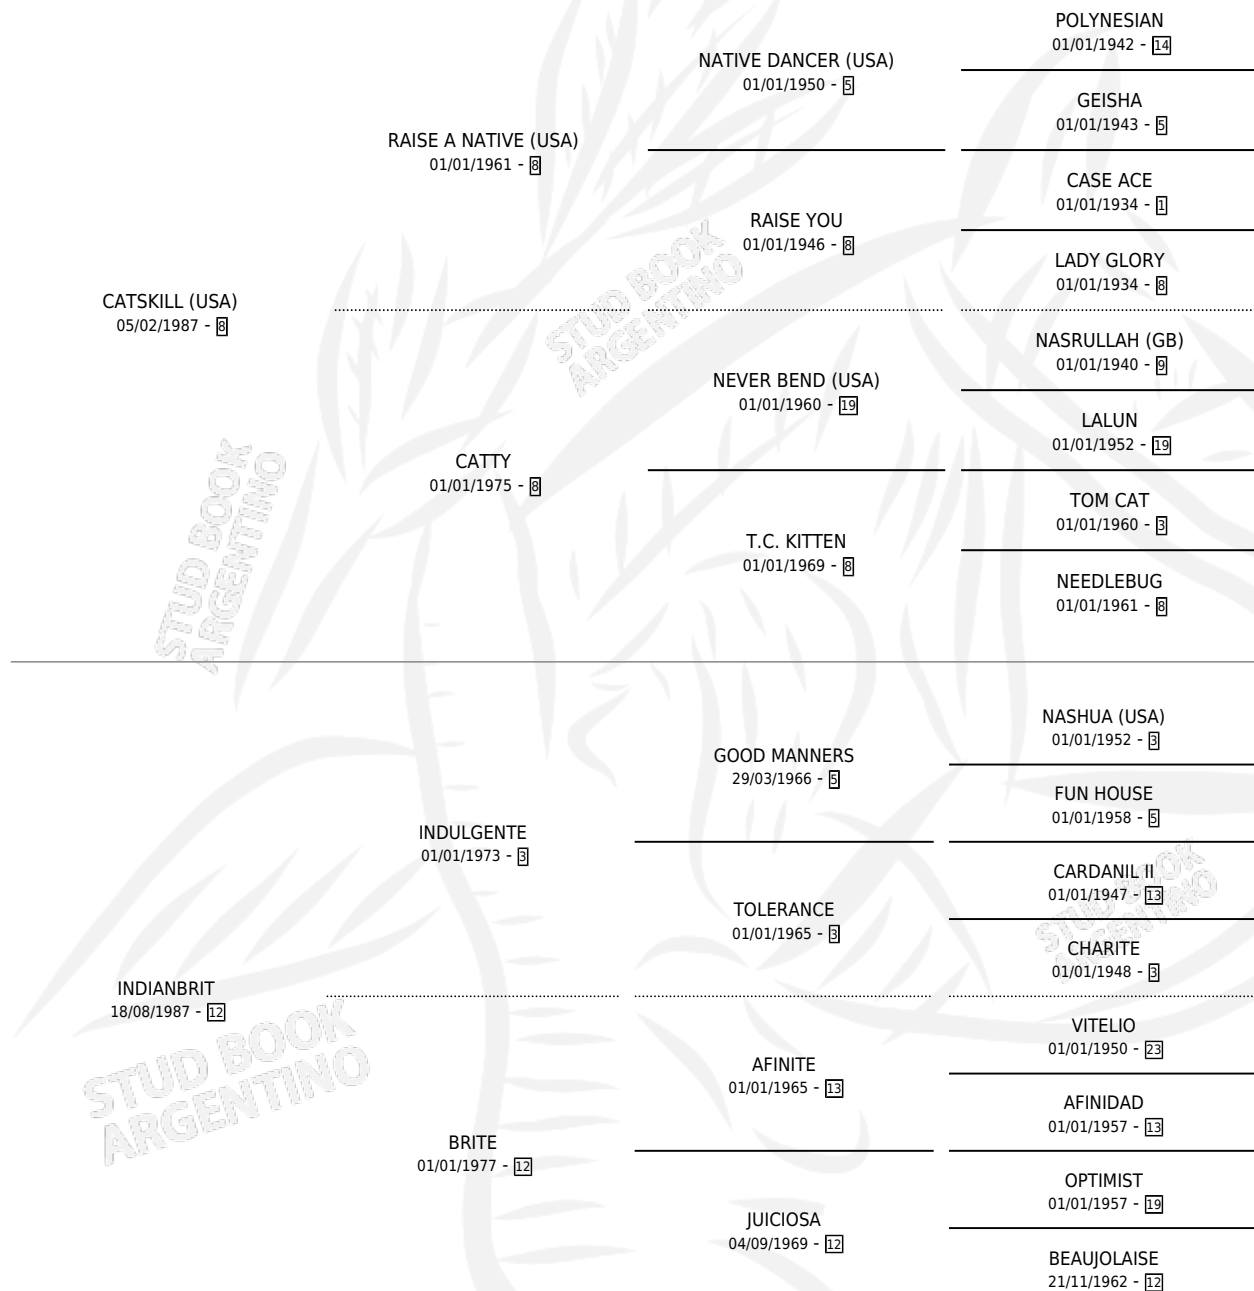 POLYNESIAN
01/01/1942 - 14
NATIVE DANCER (USA)
01/01/1950 - 5
GEISHA
01/01/1943 - 5
RAISE A NATIVE (USA)
01/01/1961 - 8
CASE ACE
01/01/1934 - 1
RAISE YOU
01/01/1946 - 8
LADY GLORY
01/01/1934 - 8
CATSKILL (USA)
05/02/1987 - 8
NASRULLAH (GB)
01/01/1940 - 9
NEVER BEND (USA)
01/01/1960 - 19
LALUN
01/01/1952 - 19
CATTY
01/01/1975 - 8
TOM CAT
01/01/1960 - 3
T.C. KITTEN
01/01/1969 - 8
NEEDLEBUG
01/01/1961 - 8
NASHUA (USA)
01/01/1952 - 3
GOOD MANNERS
29/03/1966 - 5
FUN HOUSE
01/01/1958 - 5
INDULGENTE
01/01/1973 - 3
CARDANIL II
01/01/1947 - 13
TOLERANCE
01/01/1965 - 3
CHARITE
01/01/1948 - 3
INDIANBRIT
18/08/1987 - 12
VITELIO
01/01/1950 - 23
AFINITE
01/01/1965 - 13
AFINIDAD
01/01/1957 - 13
BRITE
01/01/1977 - 12
OPTIMIST
01/01/1957 - 19
JUICIOSA
04/09/1969 - 12
BEAUJOLAISE
21/11/1962 - 12
STUD BOOK
ARGENTINO
STUD BOOK
ARGENTINO
STUD BOOK
ARGENTINO
STUD BOOK
ARGENTINO